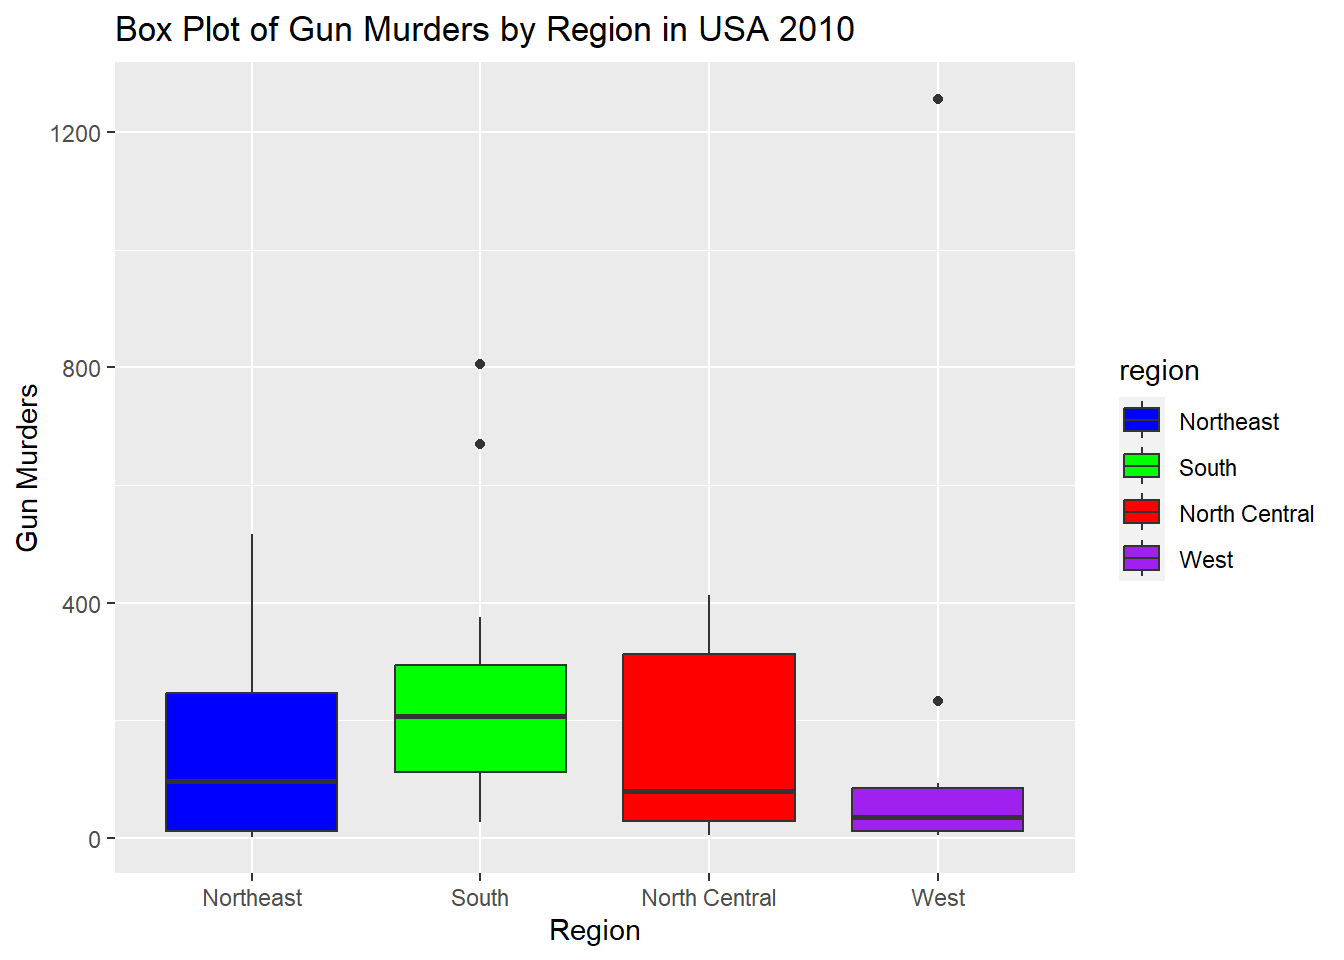 Box Plot of Gun Murders by Region in USA 2010
1200
800
400
0
Gun Murders
Northeast
South
North Central
West
Region
region
Northeast
South
North Central
West